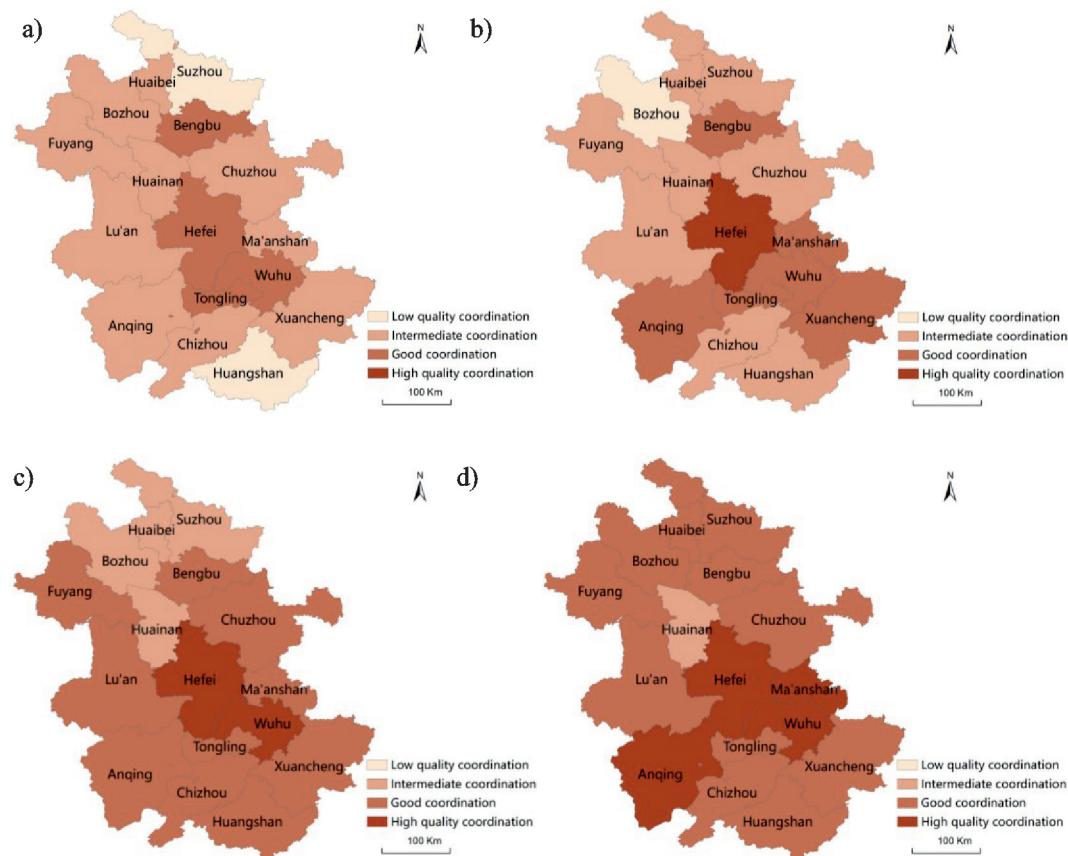 a)
N
Suzhou
Huaibei
Bozhou
Bengbu
Fuyang
Chuzhou
Huainan
Lu'an
Hefei
Ma'anshan
Wuhu
Tongling
Anqing
Xuancheng
Chizhou
Huangshan
Low quality coordination
Intermediate coordination
Good coordination
High quality coordination
100 Km
b)
N
Suzhou
Huaibei
Bozhou
Bengbu
Fuyang
Chuzhou
Huainan
Lu'an
Hefei
Ma'anshan
Wuhu
Tongling
Anqing
Xuancheng
Chizhou
Huangshan
Low quality coordination
Intermediate coordination
Good coordination
High quality coordination
100 Km
c)
N
Suzhou
Huaibei
Bozhou
Bengbu
Fuyang
Chuzhou
Huainan
Lu'an
Hefei
Ma'anshan
Wuhu
Tongling
Anqing
Xuancheng
Chizhou
Huangshan
Low quality coordination
Intermediate coordination
Good coordination
High quality coordination
100 Km
d)
N
Suzhou
Huaibei
Bozhou
Bengbu
Fuyang
Chuzhou
Huainan
Lu'an
Hefei
Ma'anshan
Wuhu
Tongling
Anqing
Xuancheng
Chizhou
Huangshan
Low quality coordination
Intermediate coordination
Good coordination
High quality coordination
100 Km